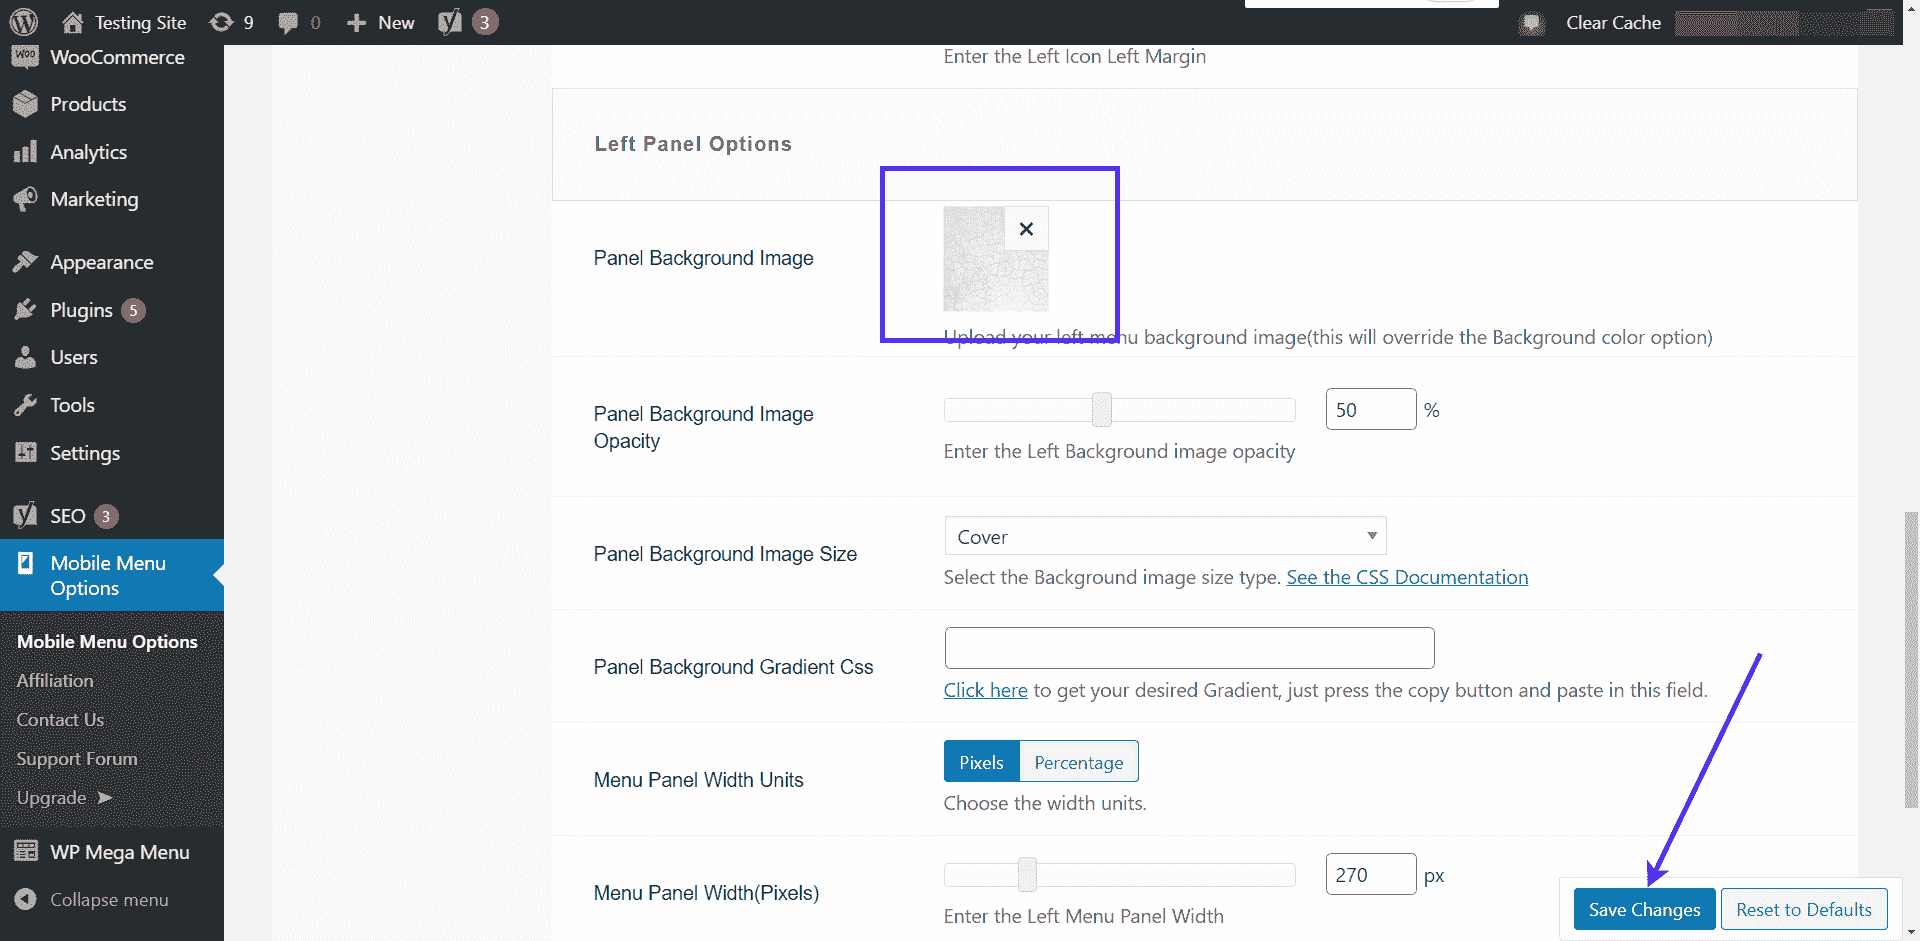 Testing Site 9 0 New 3 Clear Cache
WooCommerce
Products
Analytics
Marketing
Appearance
Plugins 5
Users
Tools
Settings
SEO 3
Mobile Menu
Options
Mobile Menu Options
Affiliation
Contact Us
Support Forum
Upgrade ➤
WP Mega Menu
Collapse menu
Enter the Left Icon Left Margin
Left Panel Options
Panel Background Image
Upload your left menu background image(this will override the Background color option)
Panel Background Image
Opacity
50 %
Enter the Left Background image opacity
Panel Background Image Size
Cover
Select the Background image size type. See the CSS Documentation
Panel Background Gradient Css
Click here to get your desired Gradient, just press the copy button and paste in this field.
Menu Panel Width Units
Pixels Percentage
Choose the width units.
Menu Panel Width(Pixels)
270 px
Enter the Left Menu Panel Width
Save Changes Reset to Defaults